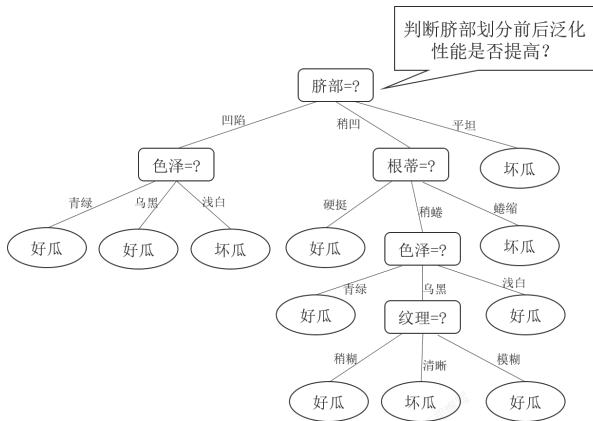 判断脐部划分前后泛化
性能是否提高?
脐部=?
凹陷
稍凹
平坦
色泽=?
根蒂=?
坏瓜
青绿
乌黑
浅白
硬挺
稍蜷
蜷缩
好瓜
好瓜
坏瓜
好瓜
色泽=?
坏瓜
青绿
乌黑
浅白
好瓜
纹理=?
好瓜
稍糊
清晰
模糊
好瓜
坏瓜
好瓜